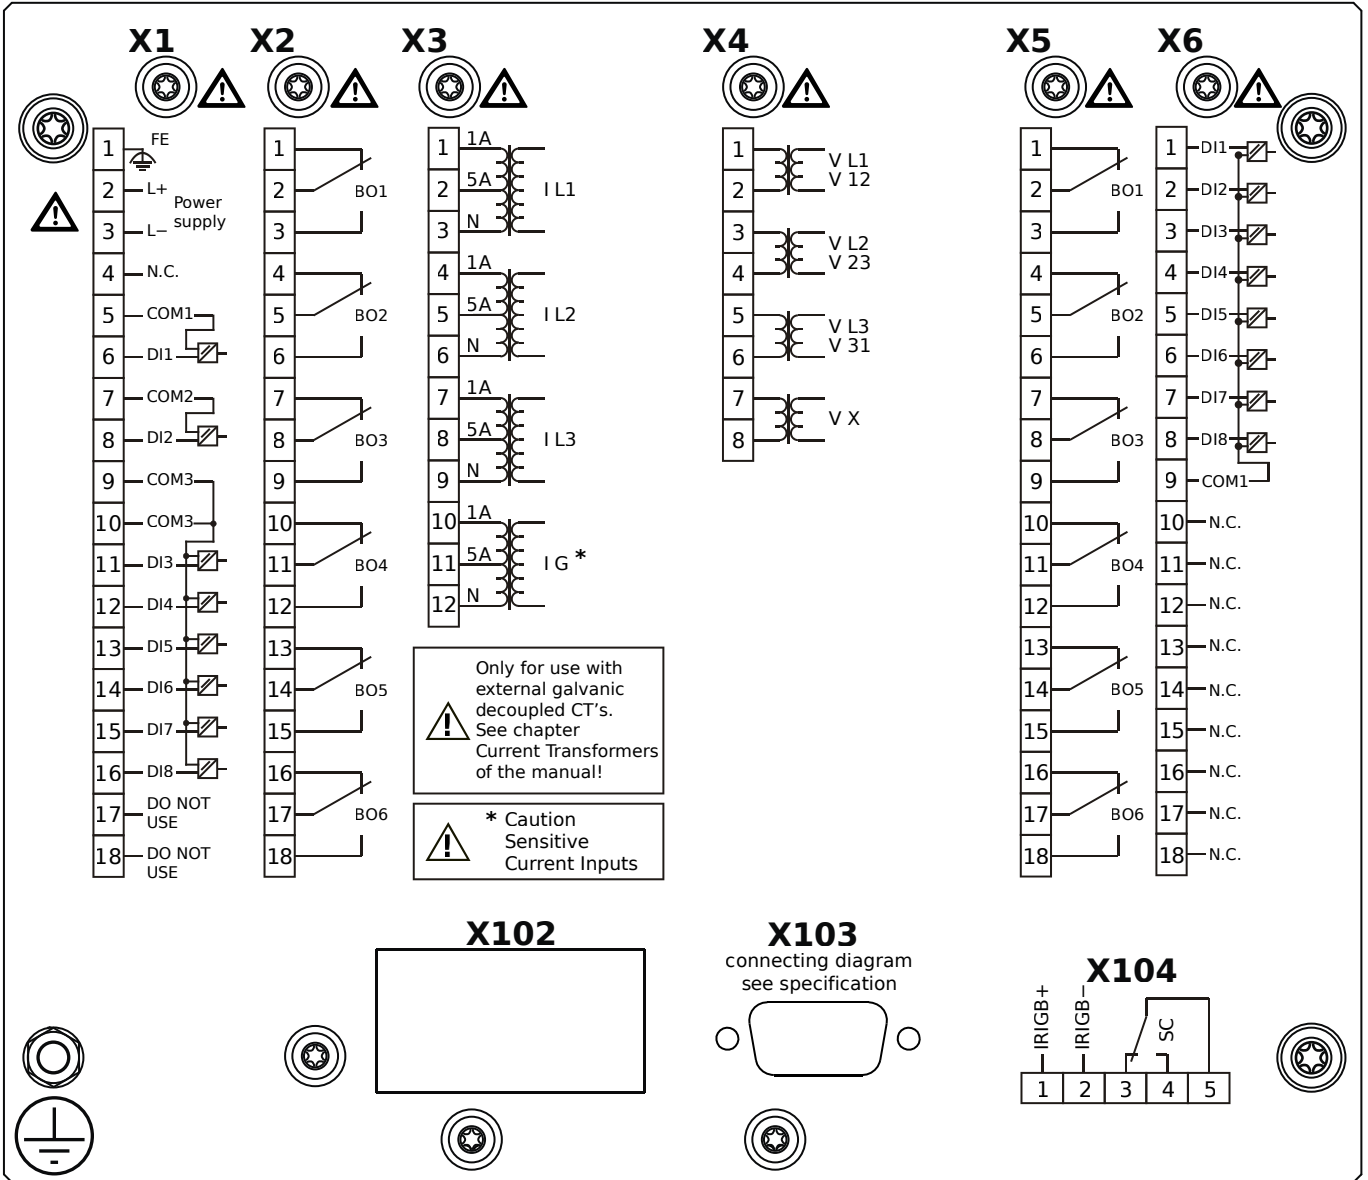 X1 X2 X3 X4 X5 X6
1 FE
2 L+
Power
supply
3 L−
4 N.C.
5 COM1
6 DI1
7 COM2
8 DI2
9 COM3
10 COM3
11 DI3
12 DI4
13 DI5
14 DI6
15 DI7
16 DI8
17 DO NOT
USE
18 DO NOT
USE
1
2 BO1
3
4
5 BO2
6
7
8 BO3
9
10
11 BO4
12
13
14 BO5
15
16
17 BO6
18
1 1A
2 5A I L1
3 N
4 1A
5 5A I L2
6 N
7 1A
8 5A I L3
9 N
10 1A
11 5A I G *
12 N
Only for use with
external galvanic
decoupled CT's.
See chapter
Current Transformers
of the manual!
* Caution
Sensitive
Current Inputs
1 V L1
2 V 12
3 V L2
4 V 23
5 V L3
6 V 31
7 V X
8
1
2 BO1
3
4
5 BO2
6
7
8 BO3
9
10
11 BO4
12
13
14 BO5
15
16
17 BO6
18
1 DI1
2 DI2
3 DI3
4 DI4
5 DI5
6 DI6
7 DI7
8 DI8
9 COM1
10 N.C.
11 N.C.
12 N.C.
13 N.C.
14 N.C.
15 N.C.
16 N.C.
17 N.C.
18 N.C.
X102
X103
connecting diagram
see specification
X104
IRIGB+
IRIGB−
SC
1 2 3 4 5